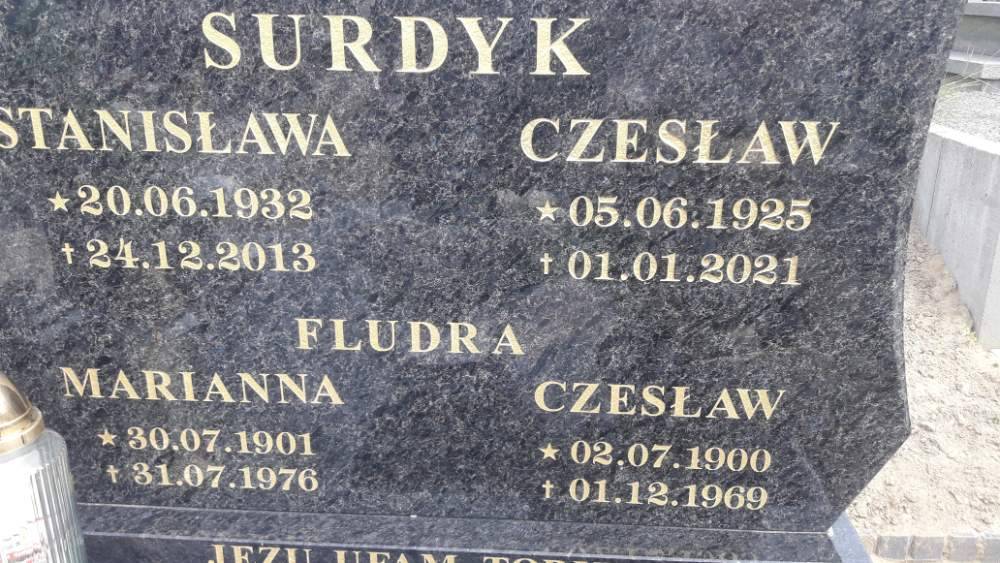 SURDYK
STANISŁAWA
★20.06.1932
†24.12.2013
CZESŁAW
★05.06.1925
†01.01.2021
FLUDRA
MARIANNA
★30.07.1901
†31.07.1976
CZESŁAW
★02.07.1900
†01.12.1969
JEZU UFAM